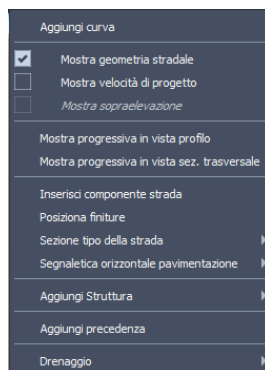 Aggiungi curva
Mostra geometria stradale
Mostra velocità di progetto
Mostra sopraelevazione
Mostra progressiva in vista profilo
Mostra progressiva in vista sez. trasversale
Inserisci componente strada
Posiziona finiture
Sezione tipo della strada
Segnaletica orizzontale pavimentazione
Aggiungi Struttura
Aggiungi precedenza
Drenaggio